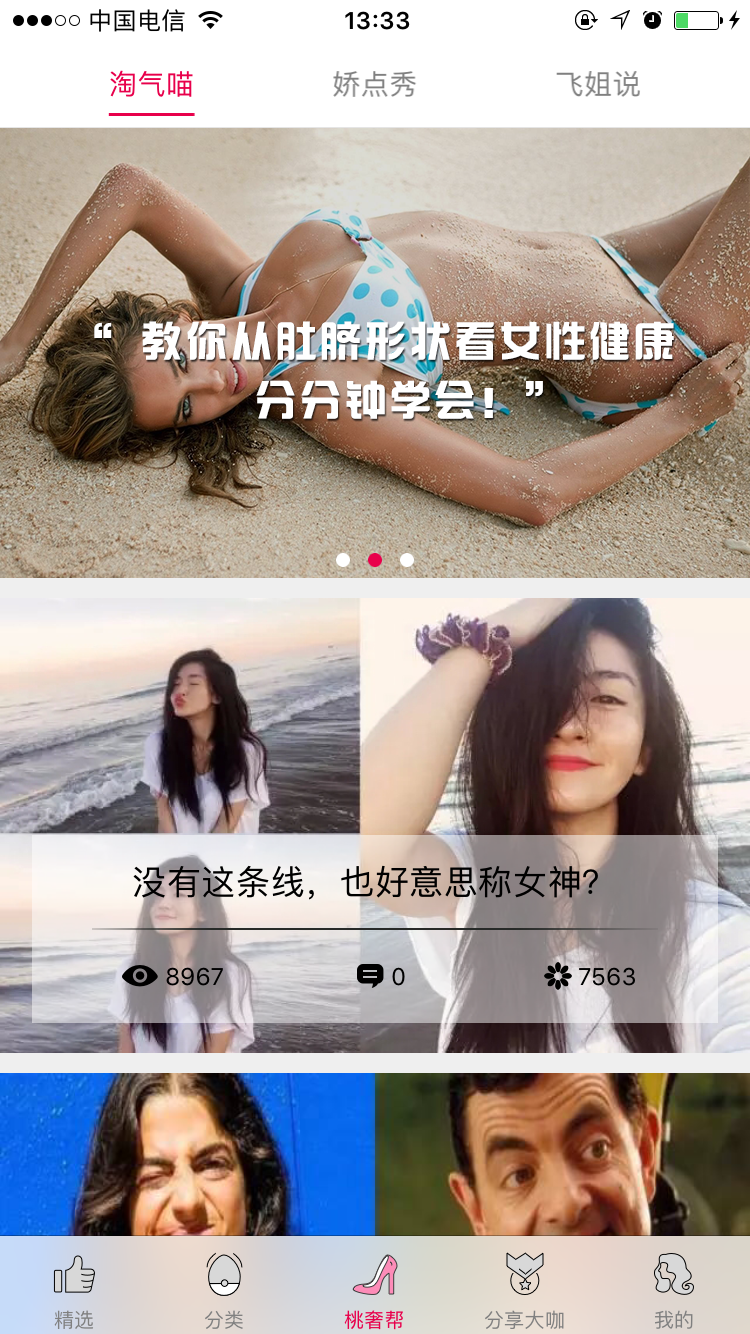 中国电信 13:33
淘气喵 娇点秀 飞姐说
“ 教你从肚脐形状看女性健康
分分钟学会！”
没有这条线，也好意思称女神？
8967 0 7563
精选 分类 桃奢帮 分享大咖 我的